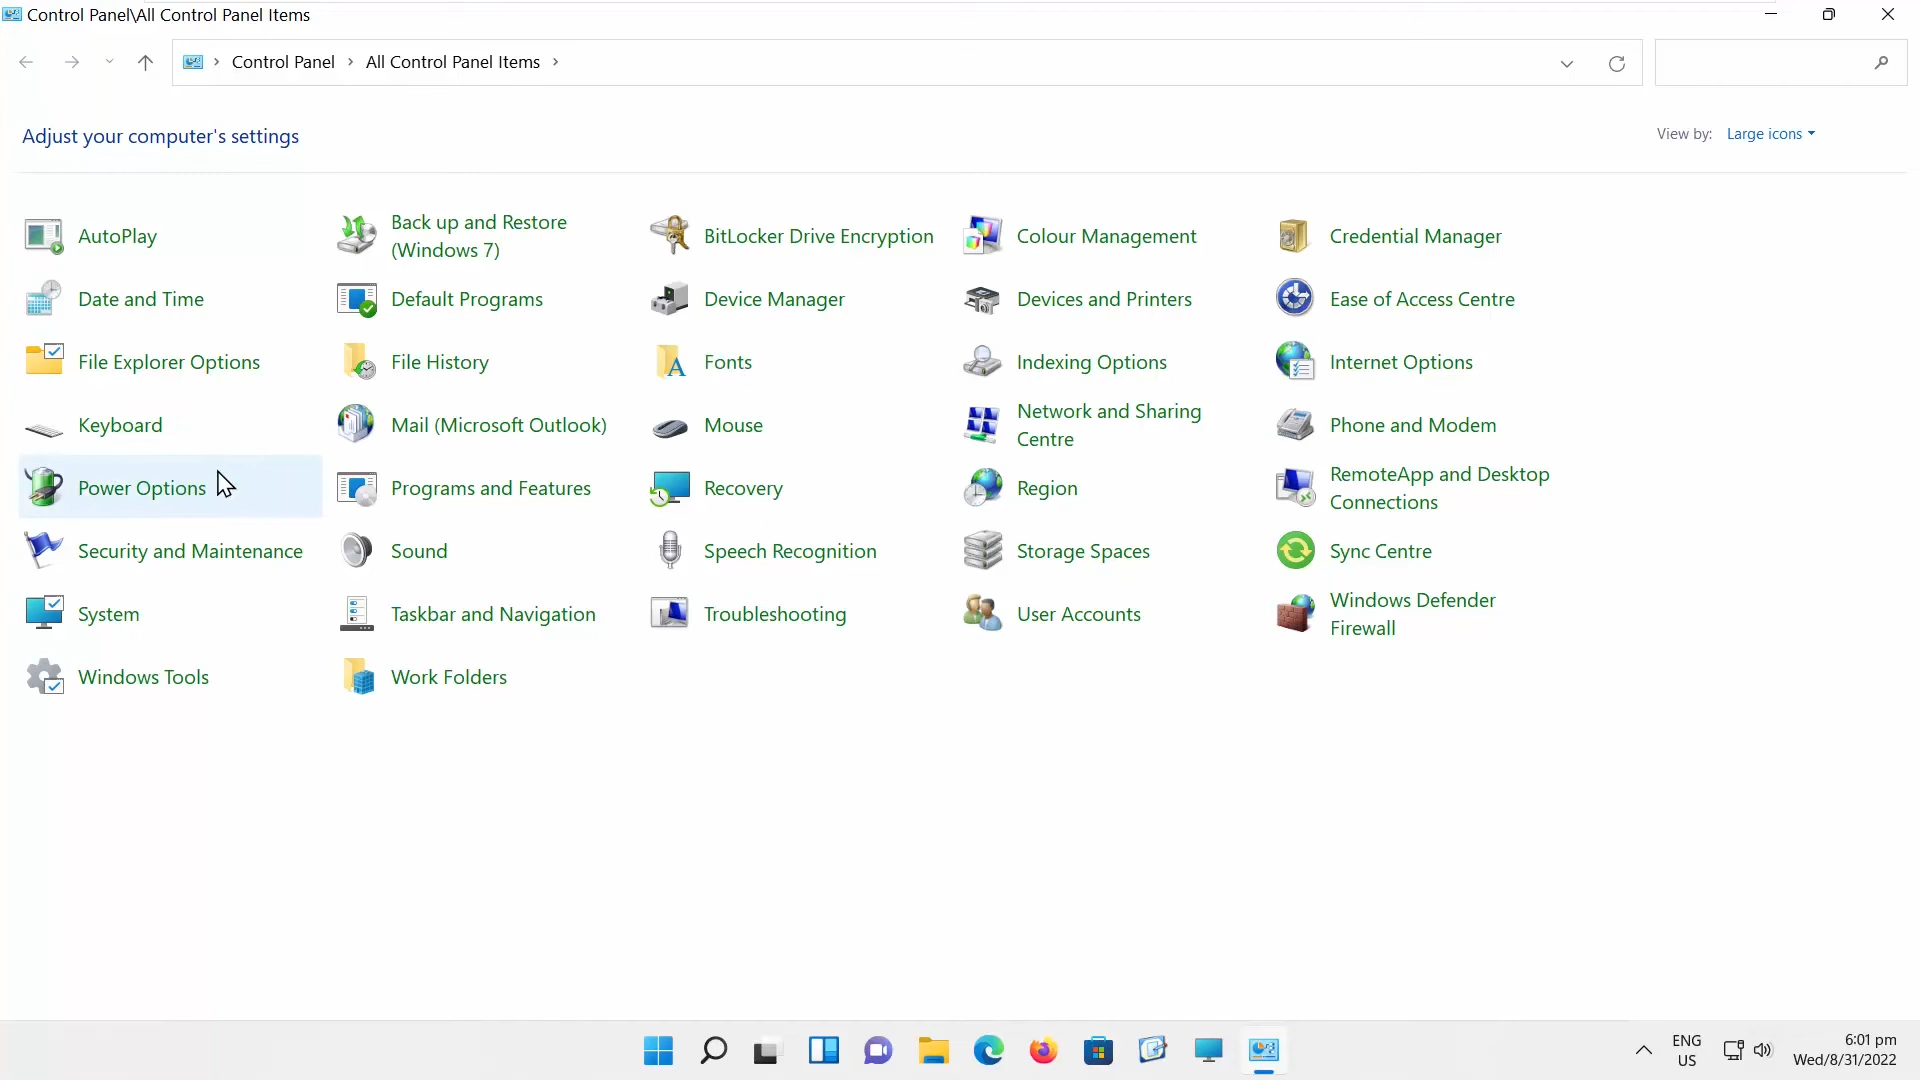 Control Panel\All Control Panel Items
Control Panel
All Control Panel Items
Adjust your computer's settings
View by:
Large icons
AutoPlay
Back up and Restore
(Windows 7)
BitLocker Drive Encryption
Colour Management
Credential Manager
Date and Time
Default Programs
Device Manager
Devices and Printers
Ease of Access Centre
File Explorer Options
File History
Fonts
Indexing Options
Internet Options
Keyboard
Mail (Microsoft Outlook)
Mouse
Network and Sharing
Centre
Phone and Modem
Power Options
Programs and Features
Recovery
Region
RemoteApp and Desktop
Connections
Security and Maintenance
Sound
Speech Recognition
Storage Spaces
Sync Centre
System
Taskbar and Navigation
Troubleshooting
User Accounts
Windows Defender
Firewall
Windows Tools
Work Folders
ENG
US
6:01 pm
Wed/8/31/2022